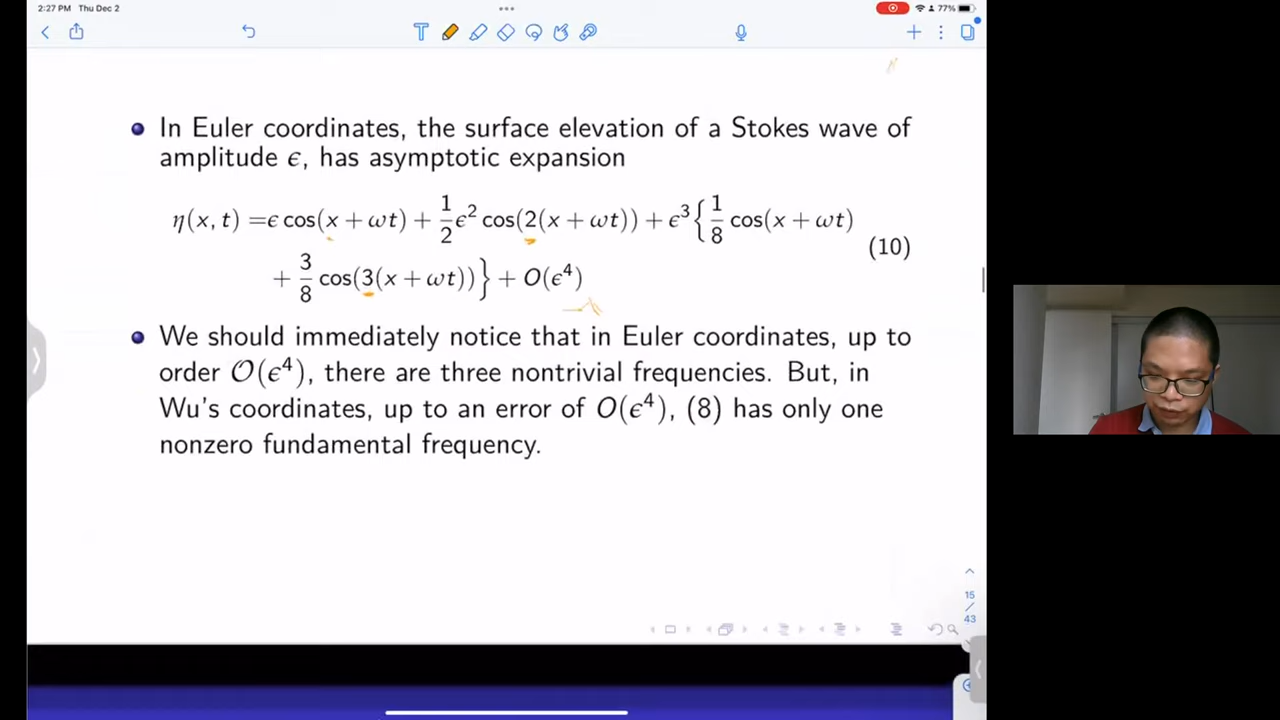 2:27 PM Thu Dec 2
77%
In Euler coordinates, the surface elevation of a Stokes wave of
amplitude ϵ, has asymptotic expansion
η(x, t) =ϵ cos(x + ωt) + 1/2 ϵ² cos(2(x + ωt)) + ϵ³{ 1/8 cos(x + ωt)
+ 3/8 cos(3(x + ωt))} + O(ϵ⁴)
(10)
We should immediately notice that in Euler coordinates, up to
order O(ϵ⁴), there are three nontrivial frequencies. But, in
Wu's coordinates, up to an error of O(ϵ⁴), (8) has only one
nonzero fundamental frequency.
15
/
43